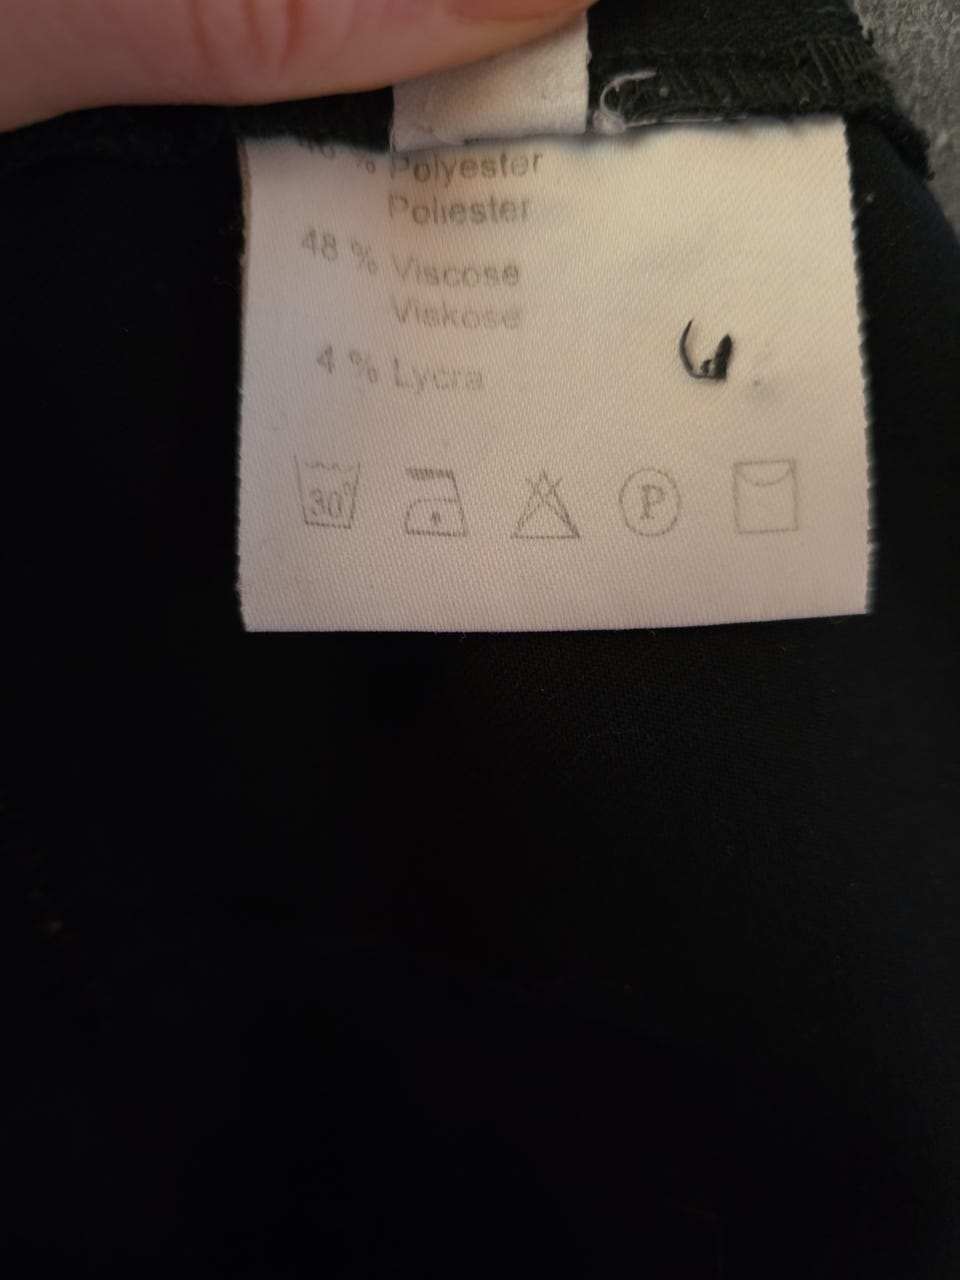 % Polyester
Poliester
48 % Viscose
Viskose
4 % Lycra
30°
P